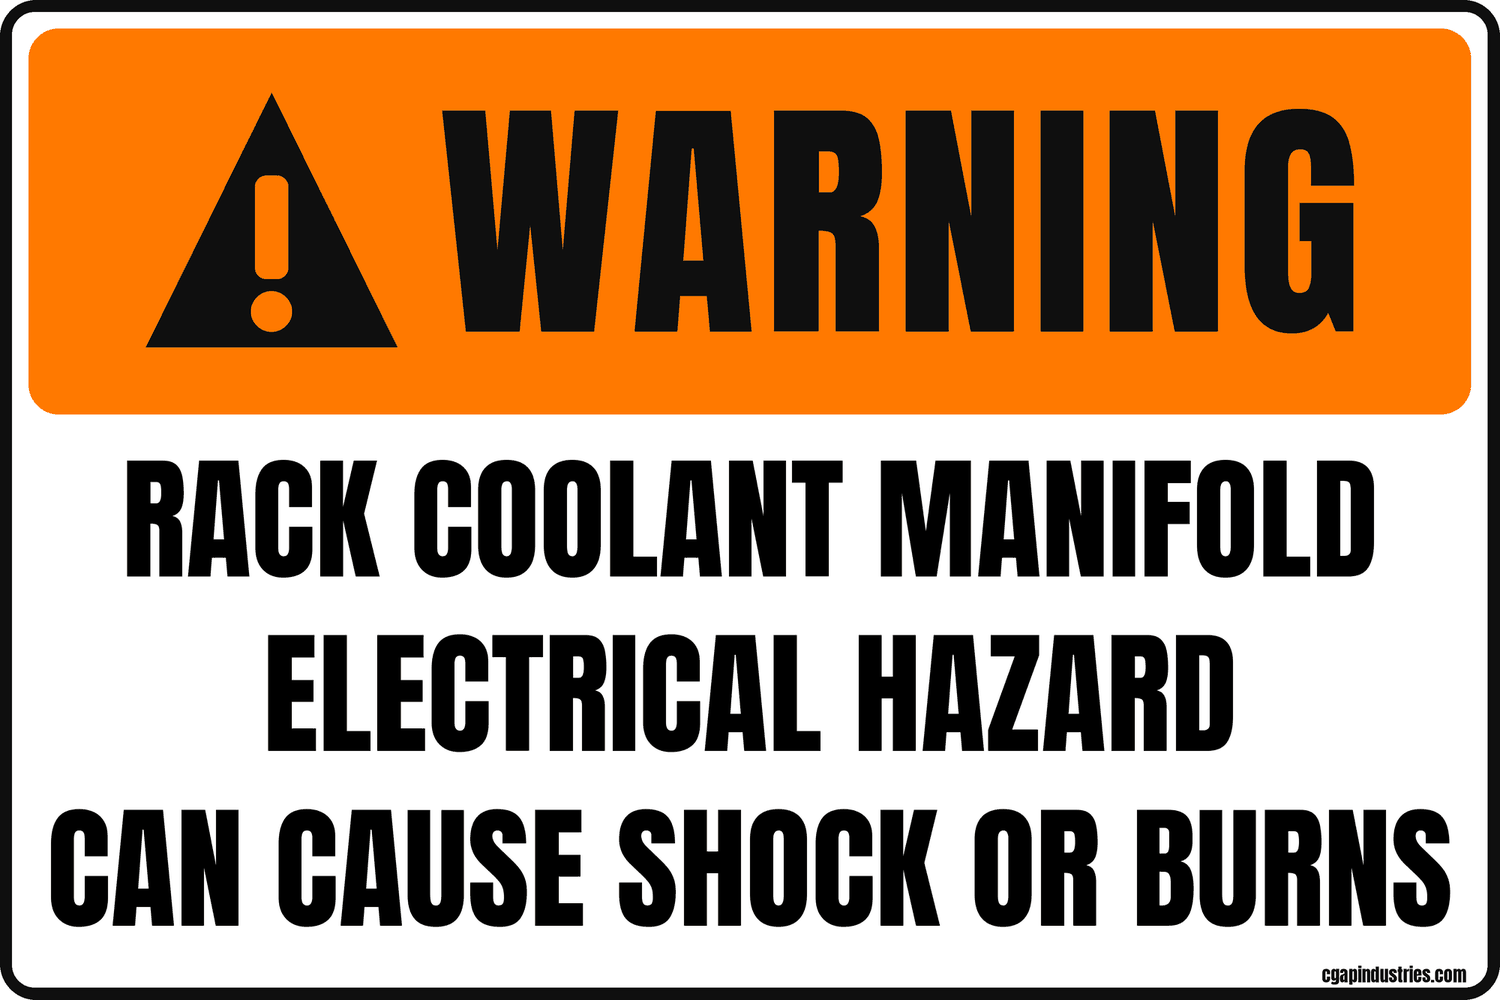 WARNING
RACK COOLANT MANIFOLD
ELECTRICAL HAZARD
CAN CAUSE SHOCK OR BURNS
cgapindustries.com